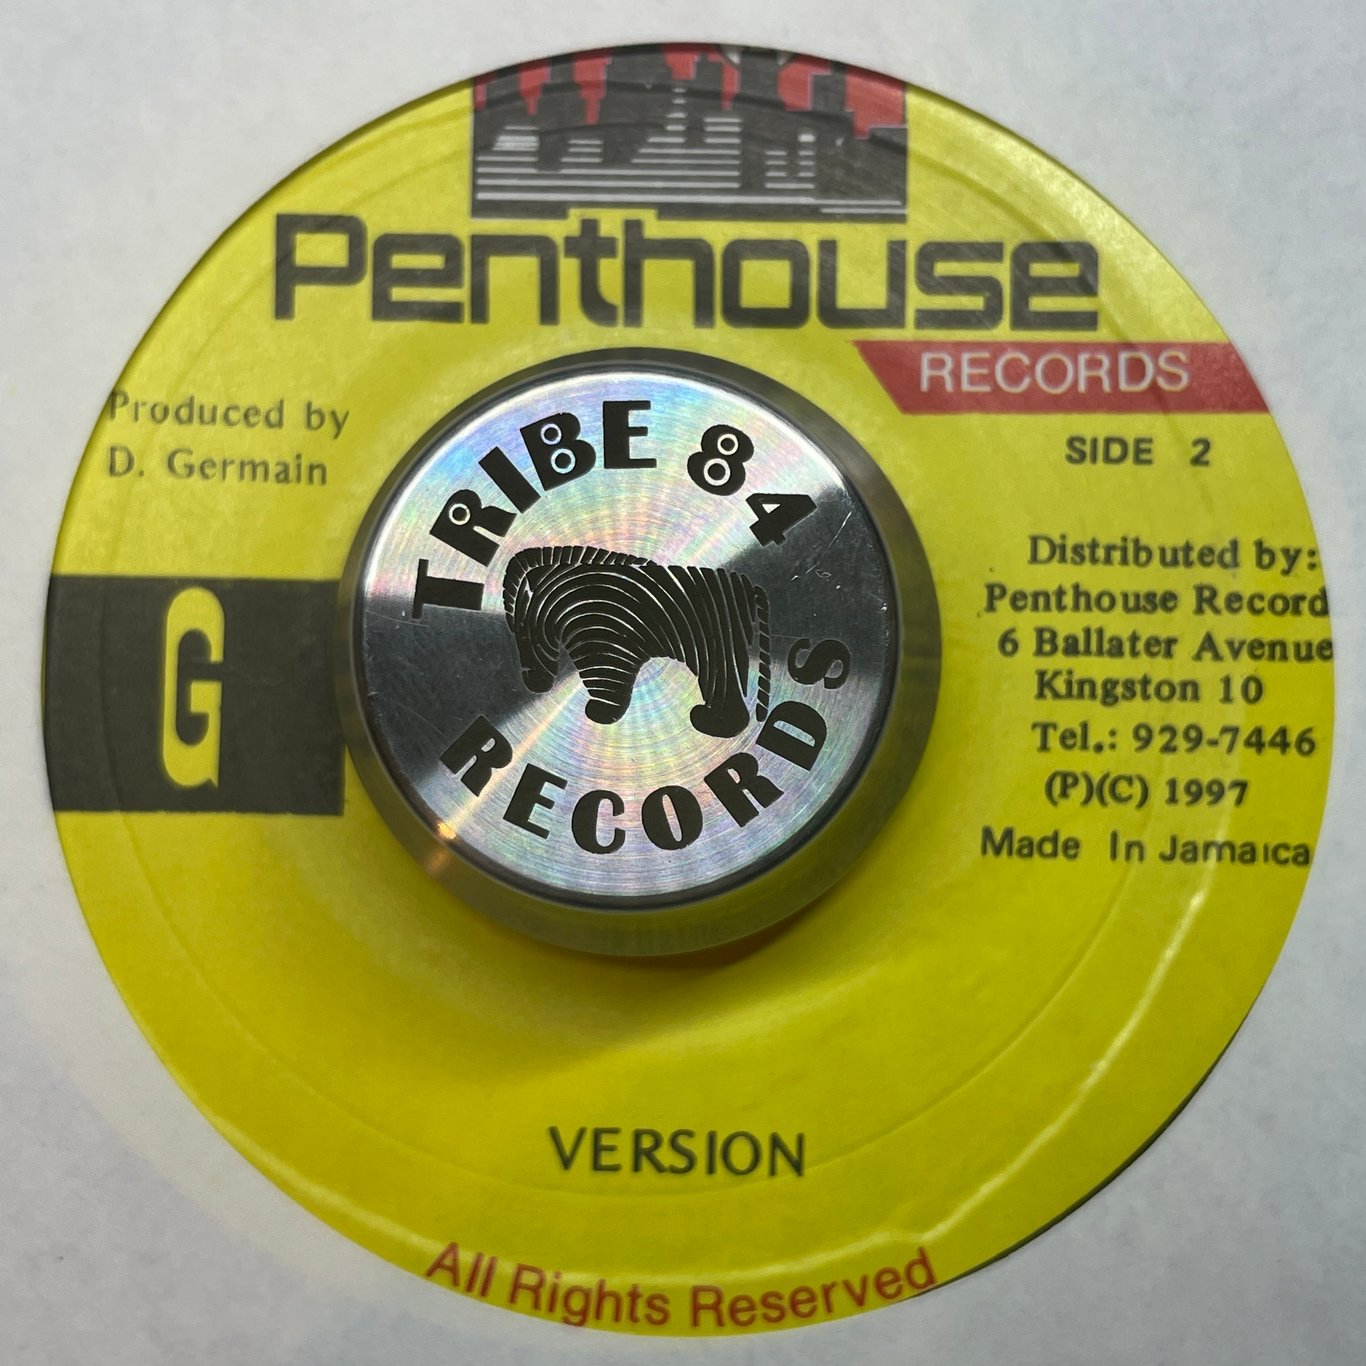 Penthouse
RECORDS
Produced by
D. Germain
SIDE 2
TRIBE 84
RECORDS
G
Distributed by:
Penthouse Record
6 Ballater Avenue
Kingston 10
Tel.: 929-7446
(P)(C) 1997
Made In Jamaica
VERSION
All Rights Reserved